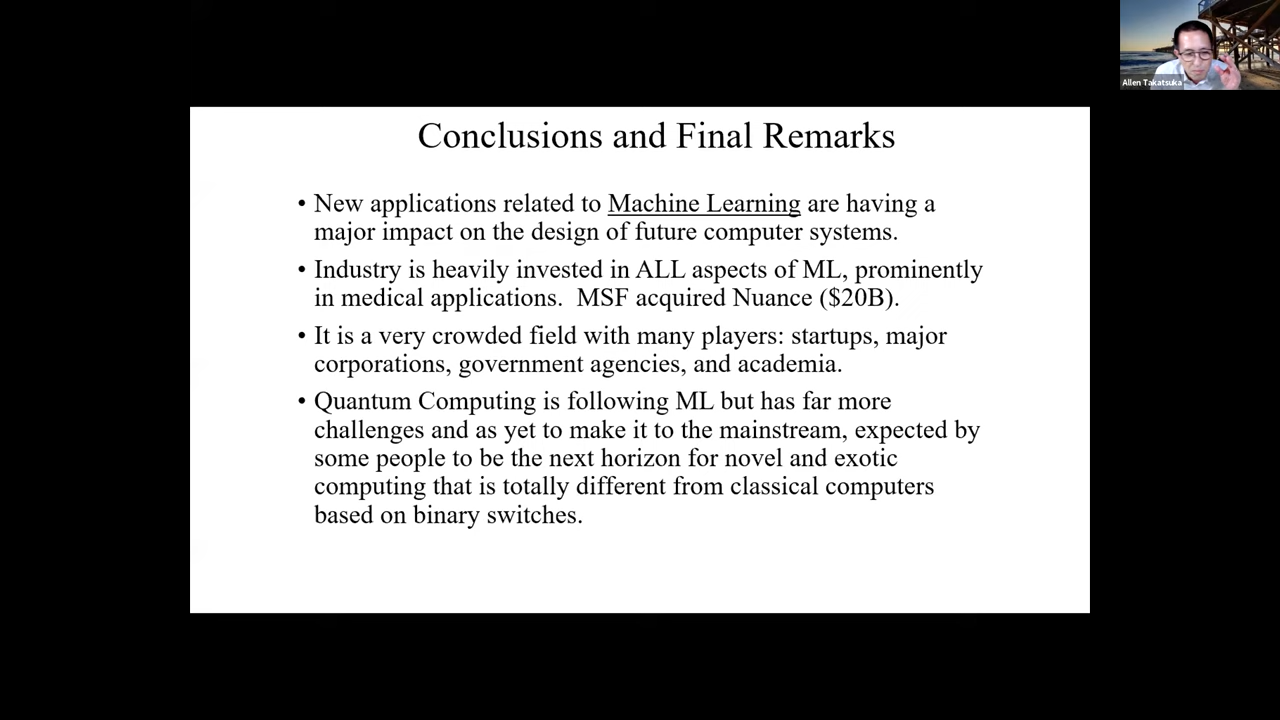 Allen Takatsuka
Conclusions and Final Remarks
• New applications related to Machine Learning are having a
major impact on the design of future computer systems.
• Industry is heavily invested in ALL aspects of ML, prominently
in medical applications.  MSF acquired Nuance ($20B).
• It is a very crowded field with many players: startups, major
corporations, government agencies, and academia.
• Quantum Computing is following ML but has far more
challenges and as yet to make it to the mainstream, expected by
some people to be the next horizon for novel and exotic
computing that is totally different from classical computers
based on binary switches.